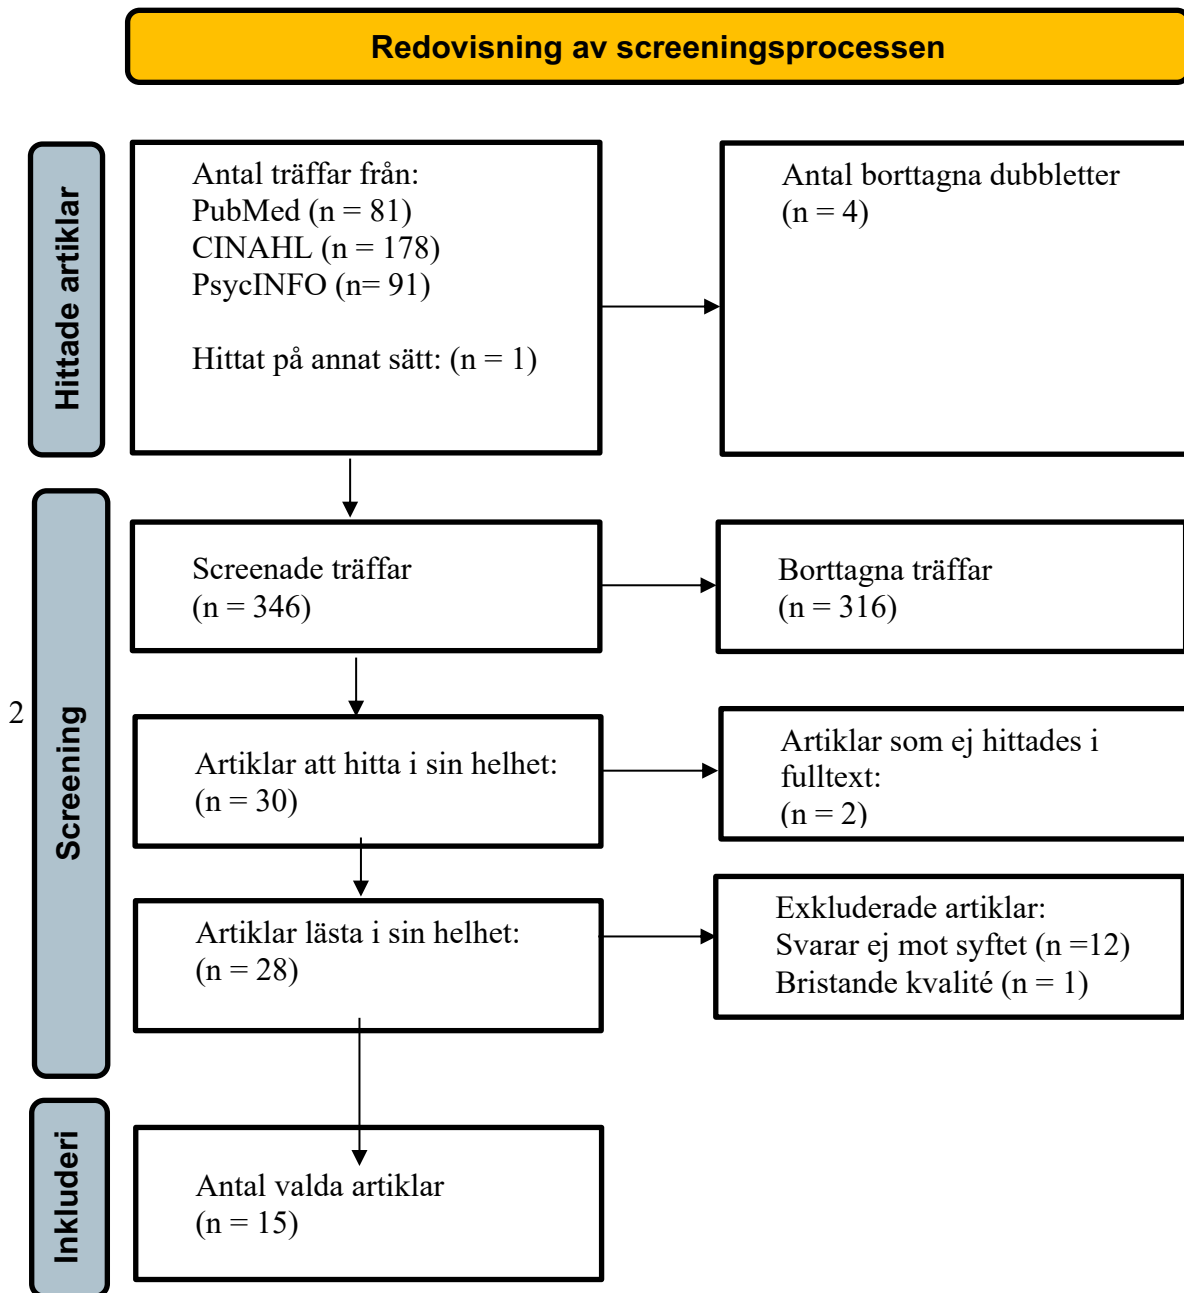 Redovisning av screeningsprocessen
Hittade artiklar
Antal träffar från:
PubMed (n = 81)
CINAHL (n = 178)
PsycINFO (n= 91)
Hittat på annat sätt: (n = 1)
Antal borttagna dubbletter
(n = 4)
Screening
Screenade träffar
(n = 346)
Borttagna träffar
(n = 316)
2
Artiklar att hitta i sin helhet:
(n = 30)
Artiklar som ej hittades i
fulltext:
(n = 2)
Artiklar lästa i sin helhet:
(n = 28)
Exkluderade artiklar:
Svarar ej mot syftet (n =12)
Bristande kvalité (n = 1)
Inkluderi
Antal valda artiklar
(n = 15)